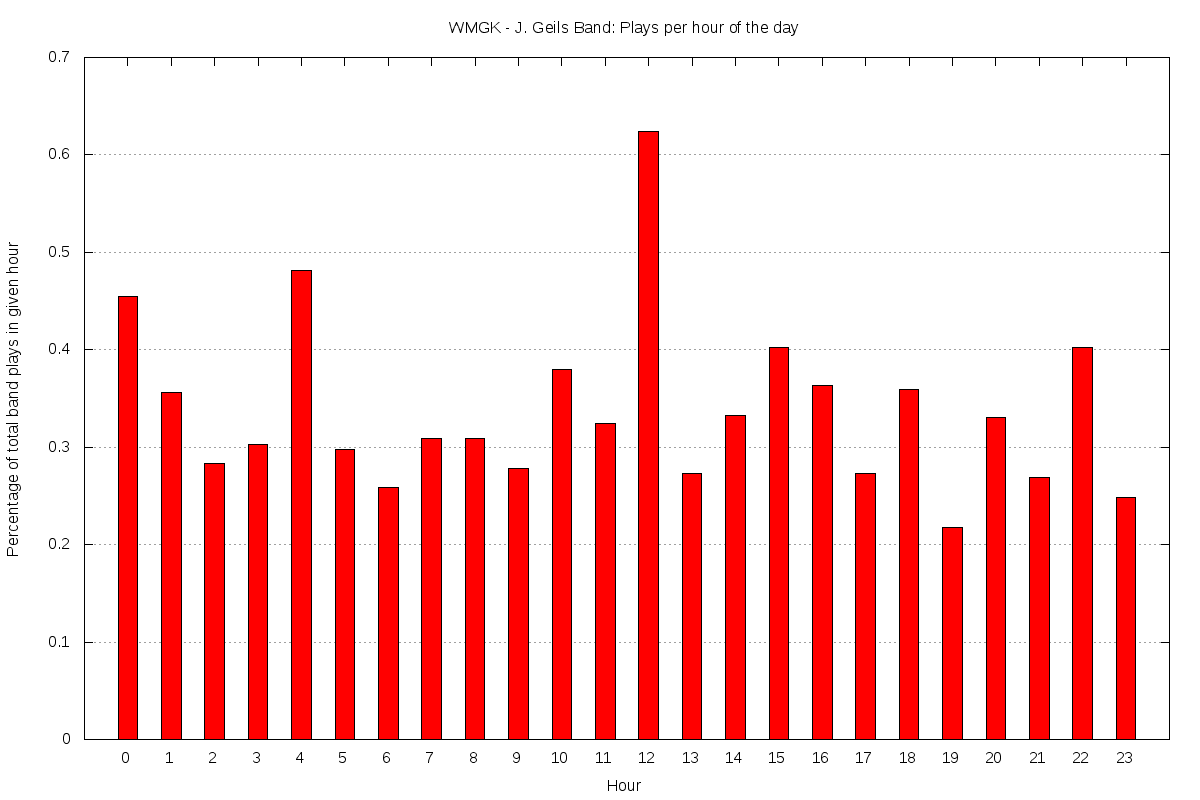 WMGK - J. Geils Band: Plays per hour of the day
0.7
0.6
0.5
0.4
0.3
0.2
0.1
0
Percentage of total band plays in given hour
0 1 2 3 4 5 6 7 8 9 10 11 12 13 14 15 16 17 18 19 20 21 22 23
Hour